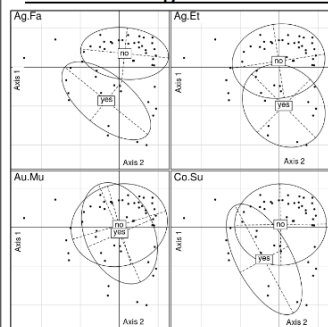 Ag.Fa
no
yes
Axis 1
Axis 2
Ag.Et
no
yes
Axis 1
Axis 2
Au.Mu
no
yes
Axis 1
Axis 2
Co.Su
no
yes
Axis 1
Axis 2